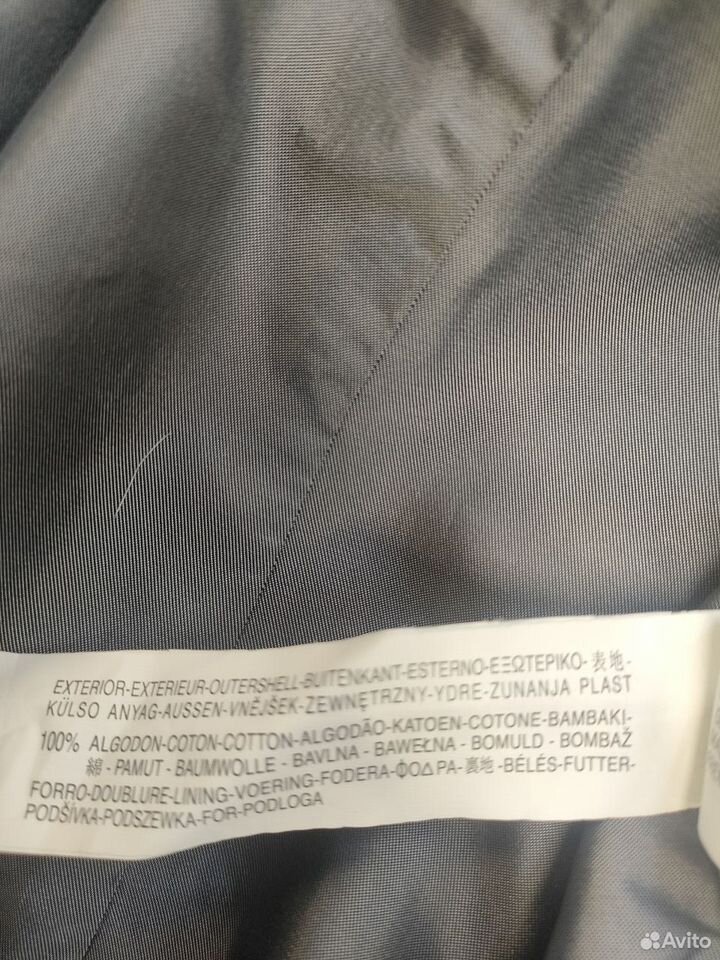 EXTERIOR-EXTERIEUR-OUTERSHELL-BUITENKANT-ESTERNO-ΕΞΩΤΕΡΙΚΟ-表地-
KÜLSO ANYAG-AUSSEN-VNĚJŠEK-ZEWNĘTRZNY-YDRE-ZUNANJA PLAST
100% ALGODON-COTON-COTTON-ALGODÃO-KATOEN-COTONE-BAMBAKI-
綿-PAMUT-BAUMWOLLE-BAVLNA-BAWEŁNA-BOMULD-BOMBAŽ
FORRO-DOUBLURE-LINING-VOERING-FODERA-ΦΟΔΡΑ-裏地-BÉLÉS-FUTTER-
PODŠÍVKA-PODSZEWKA-FOR-PODLOGA
Avito